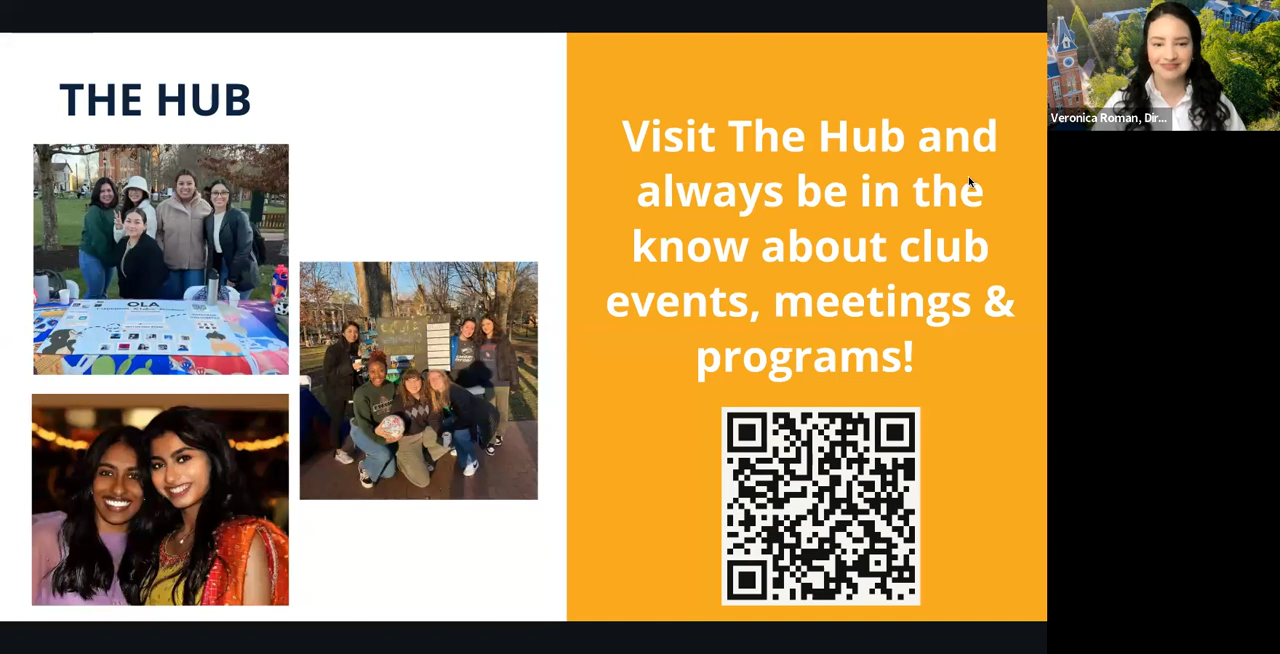 THE HUB
OLA
Visit The Hub and
always be in the
know about club
events, meetings &
programs!
Veronica Roman, Dir...